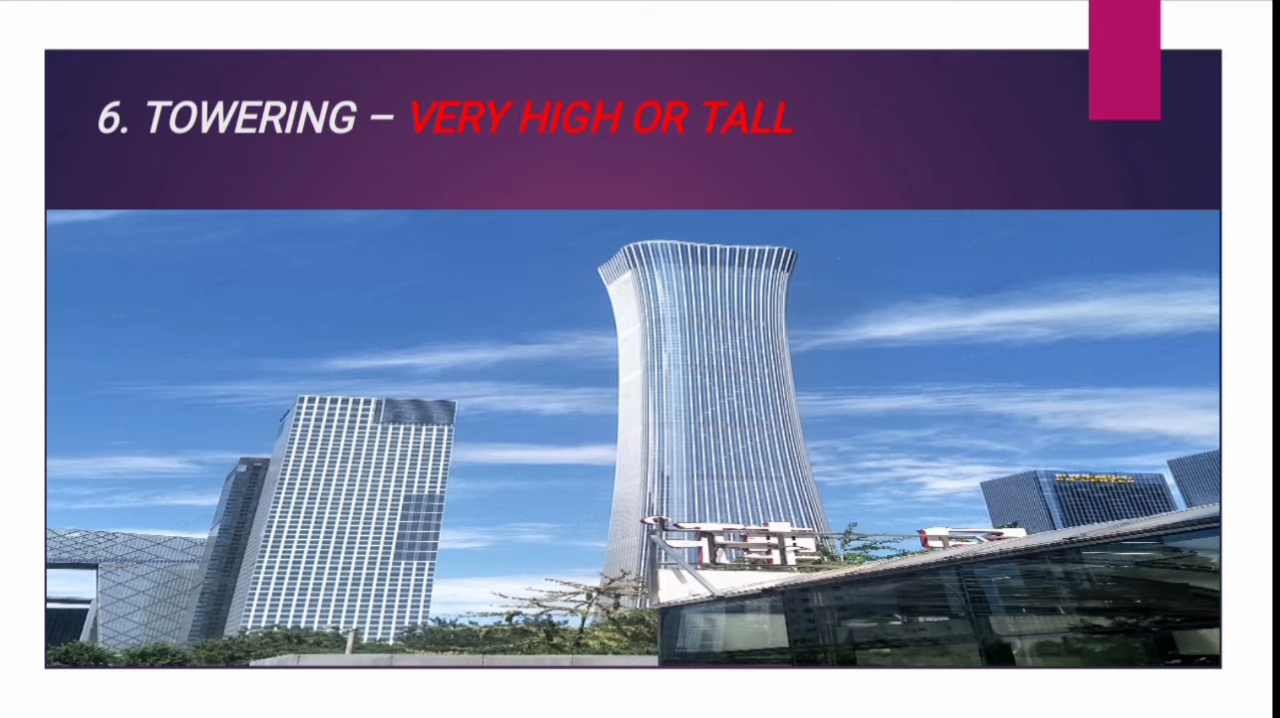 6. TOWERING – VERY HIGH OR TALL